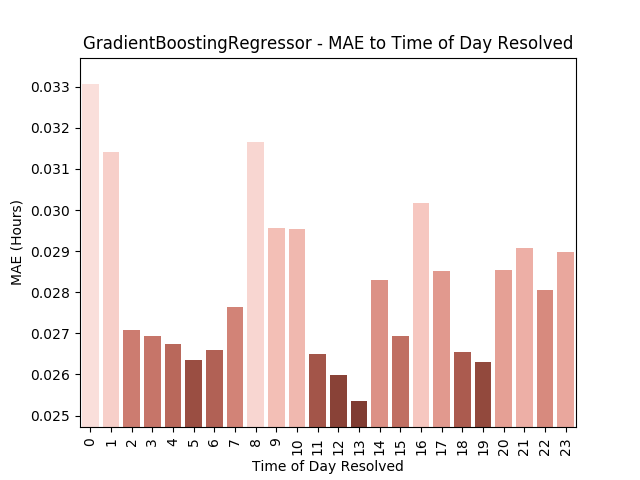 GradientBoostingRegressor - MAE to Time of Day Resolved
0.033
0.032
0.031
0.030
0.029
0.028
0.027
0.026
0.025
MAE (Hours)
0 1 2 3 4 5 6 7 8 9 10 11 12 13 14 15 16 17 18 19 20 21 22 23
Time of Day Resolved